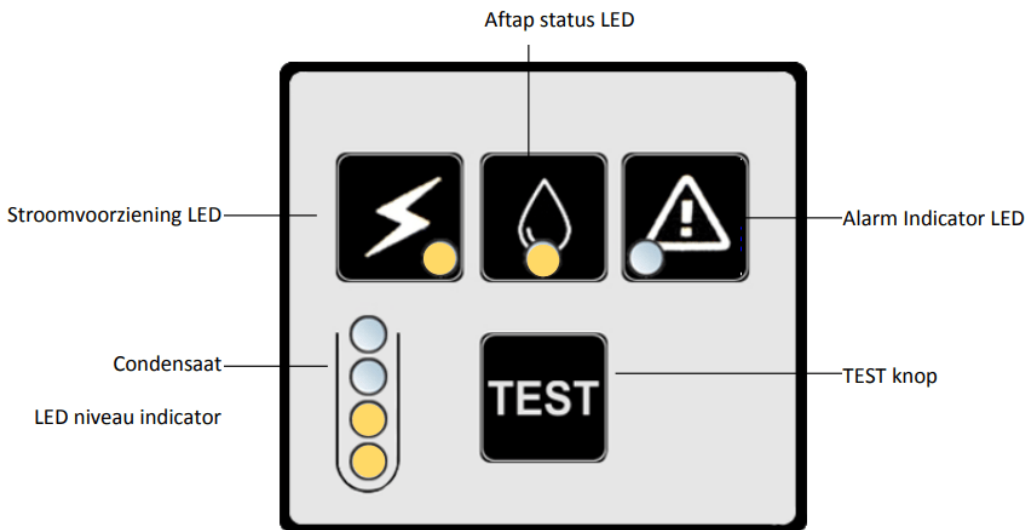 Aftap status LED
Stroomvoorziening LED
Alarm Indicator LED
Condensaat
LED niveau indicator
TEST
TEST knop